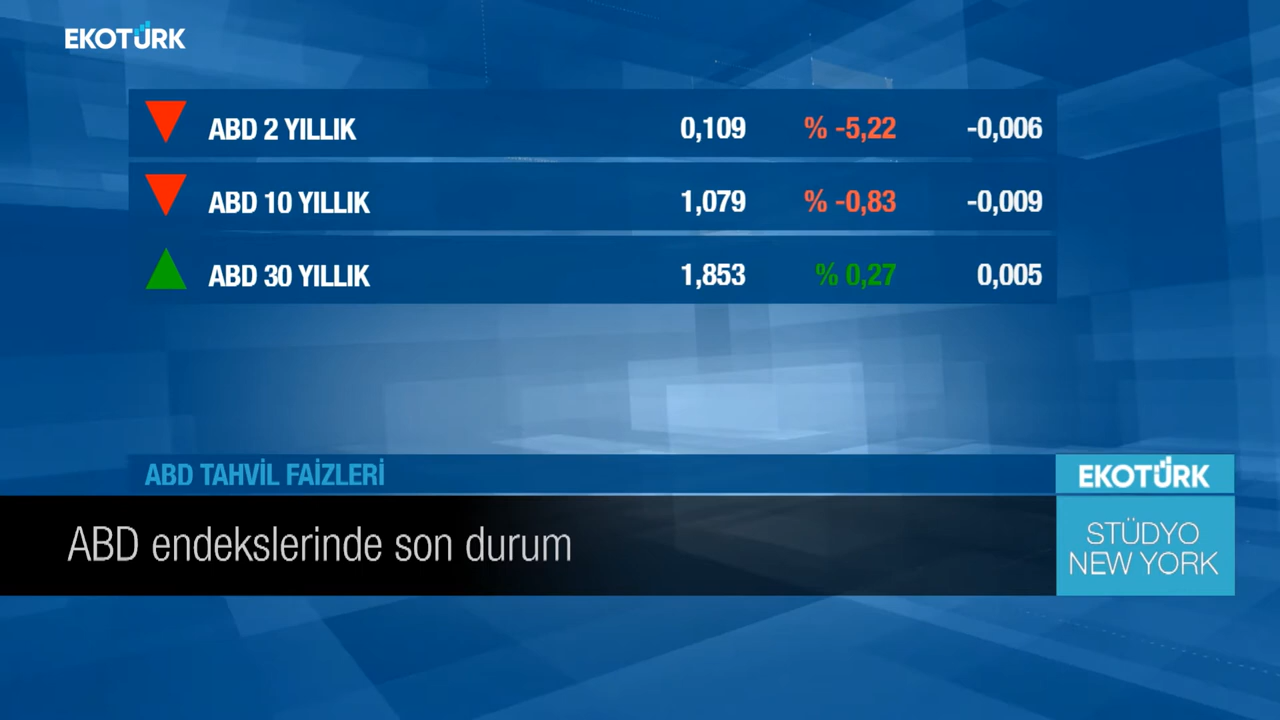 EKOTÜRK
ABD 2 YILLIK 0,109 % -5,22 -0,006
ABD 10 YILLIK 1,079 % -0,83 -0,009
ABD 30 YILLIK 1,853 % 0,27 0,005
ABD TAHVİL FAİZLERİ
EKOTÜRK
ABD endekslerinde son durum
STÜDYO
NEW YORK